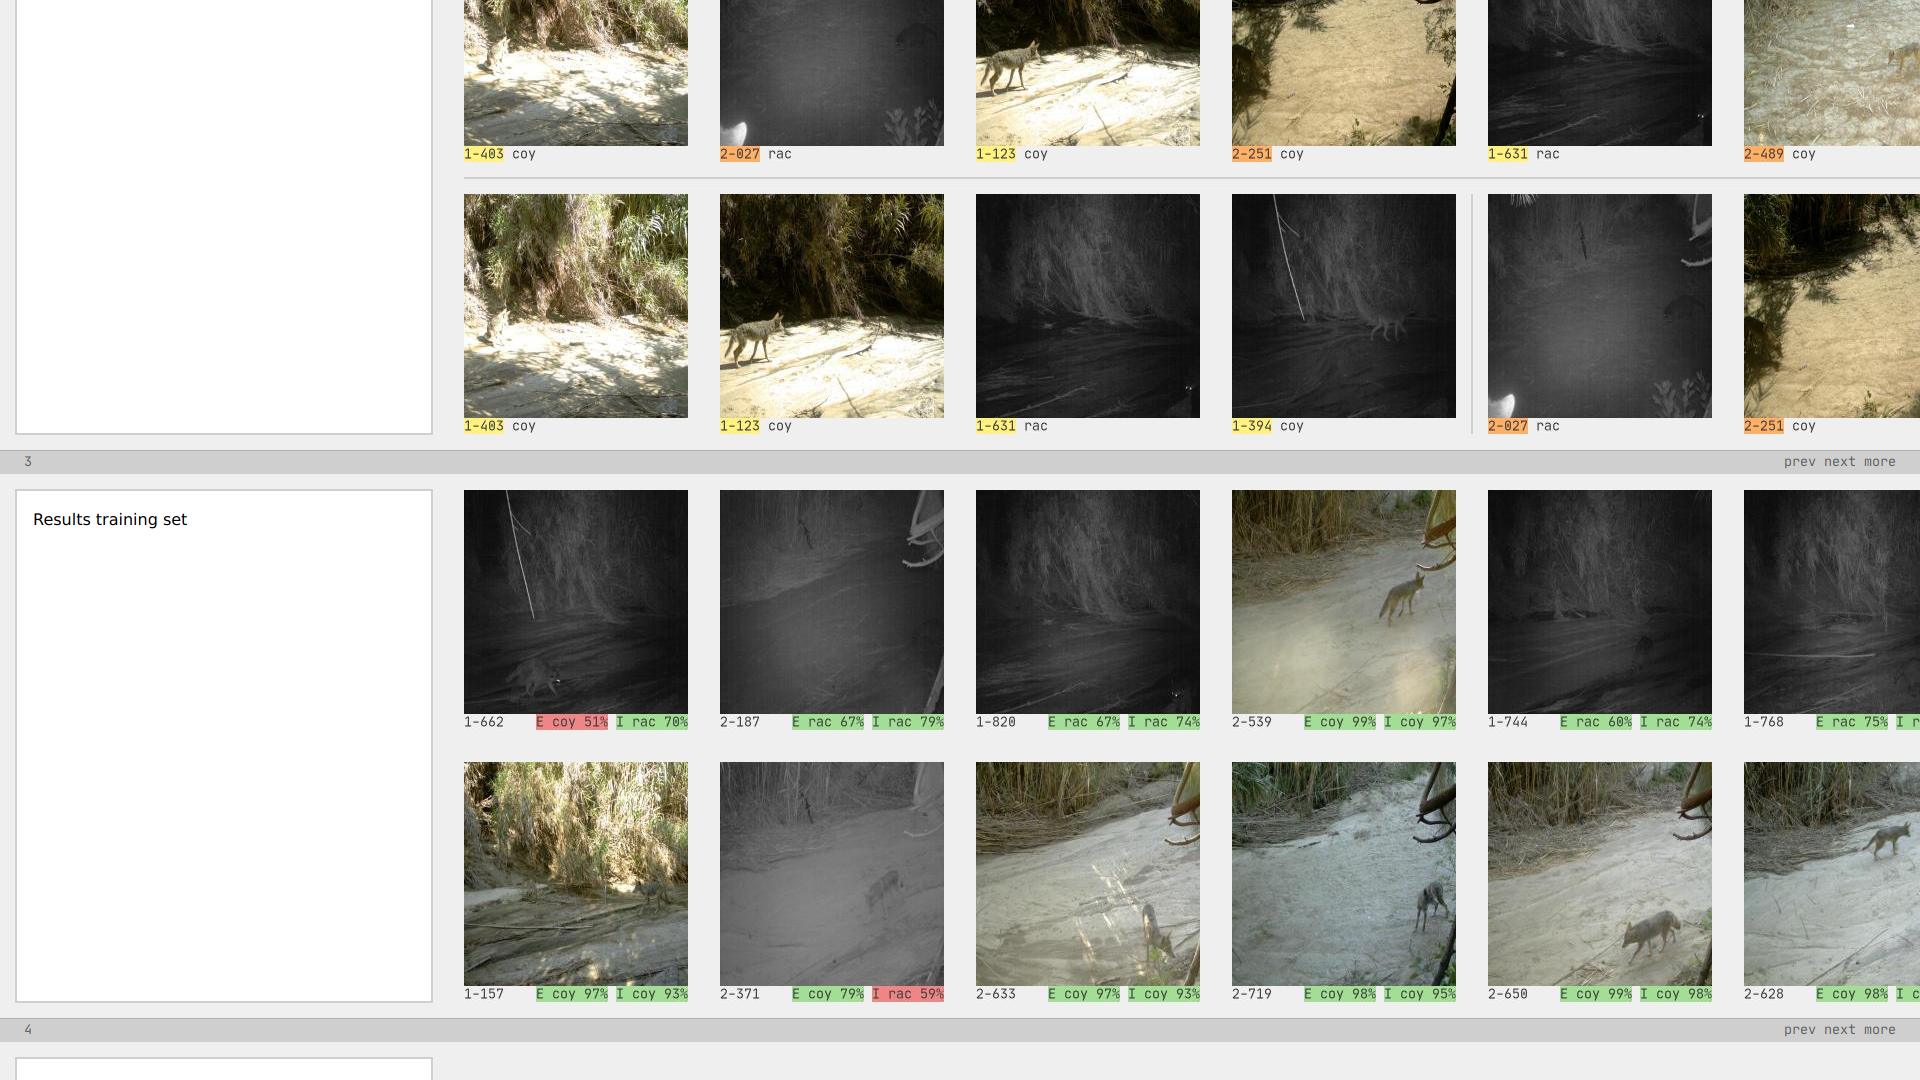 1-403 coy 2-027 rac 1-123 coy 2-251 coy 1-631 rac 2-489 coy
1-403 coy 1-123 coy 1-631 rac 1-394 coy 2-027 rac 2-251 coy
3 prev next more
Results training set
1-662 E coy 51% I rac 70% 2-187 E rac 67% I rac 79% 1-820 E rac 67% I rac 74% 2-539 E coy 99% I coy 97% 1-744 E rac 60% I rac 74% 1-768 E rac 75% I r
1-157 E coy 97% I coy 93% 2-371 E coy 79% I rac 59% 2-633 E coy 97% I coy 93% 2-719 E coy 98% I coy 95% 2-650 E coy 99% I coy 98% 2-628 E coy 98% I c
4 prev next more